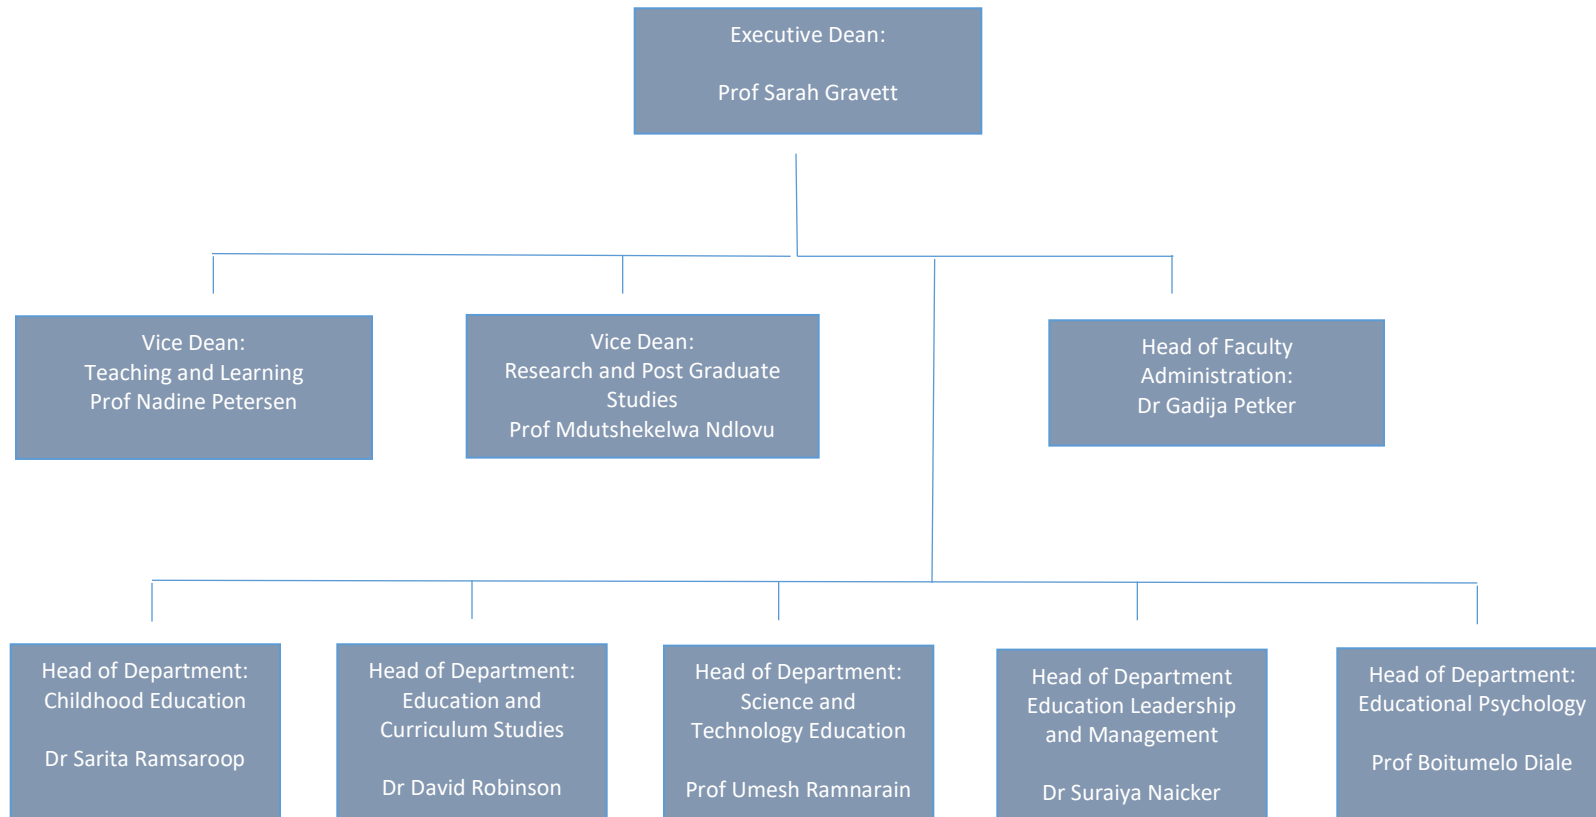 Executive Dean:
Prof Sarah Gravett
Vice Dean:
Teaching and Learning
Prof Nadine Petersen
Vice Dean:
Research and Post Graduate
Studies
Prof Mdutshekelwa Ndlovu
Head of Faculty
Administration:
Dr Gadija Petker
Head of Department:
Childhood Education
Dr Sarita Ramsaroop
Head of Department:
Education and
Curriculum Studies
Dr David Robinson
Head of Department:
Science and
Technology Education
Prof Umesh Ramnarain
Head of Department
Education Leadership
and Management
Dr Suraiya Naicker
Head of Department:
Educational Psychology
Prof Boitumelo Diale